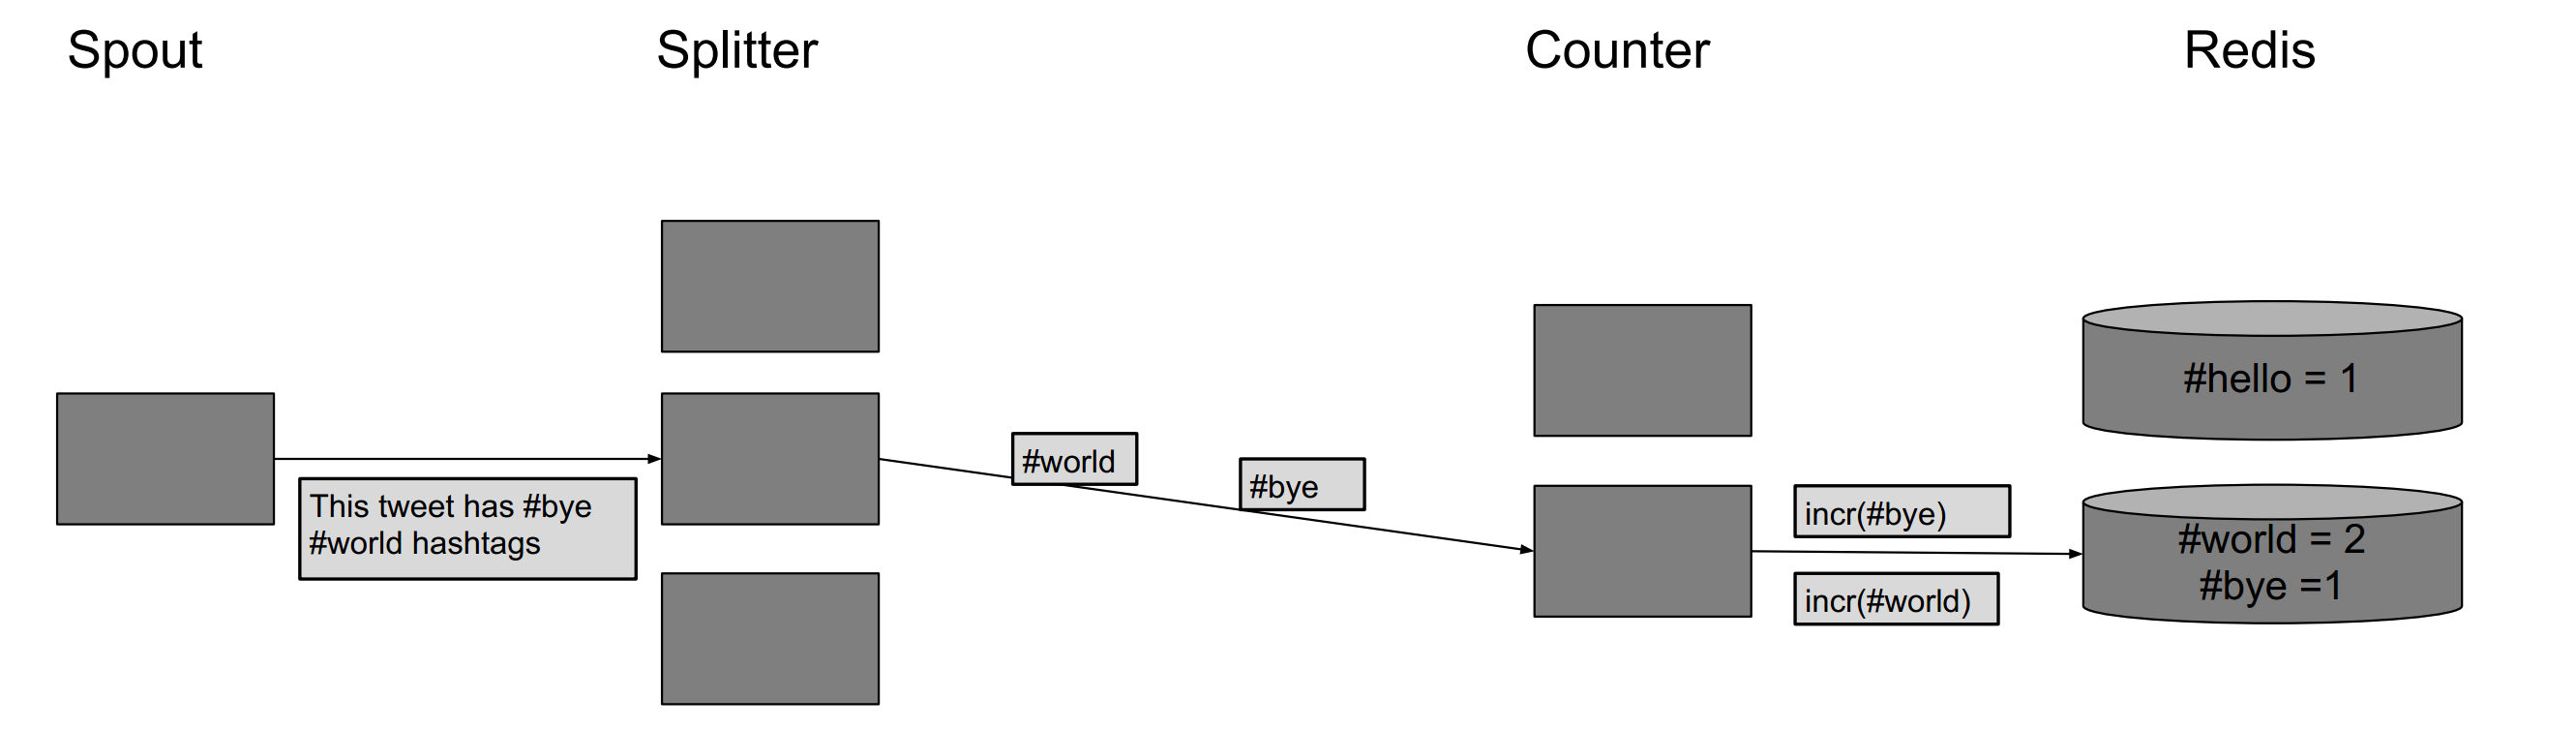 Spout
Splitter
Counter
Redis
This tweet has #bye
#world hashtags
#world
#bye
incr(#bye)
incr(#world)
#hello = 1
#world = 2
#bye =1